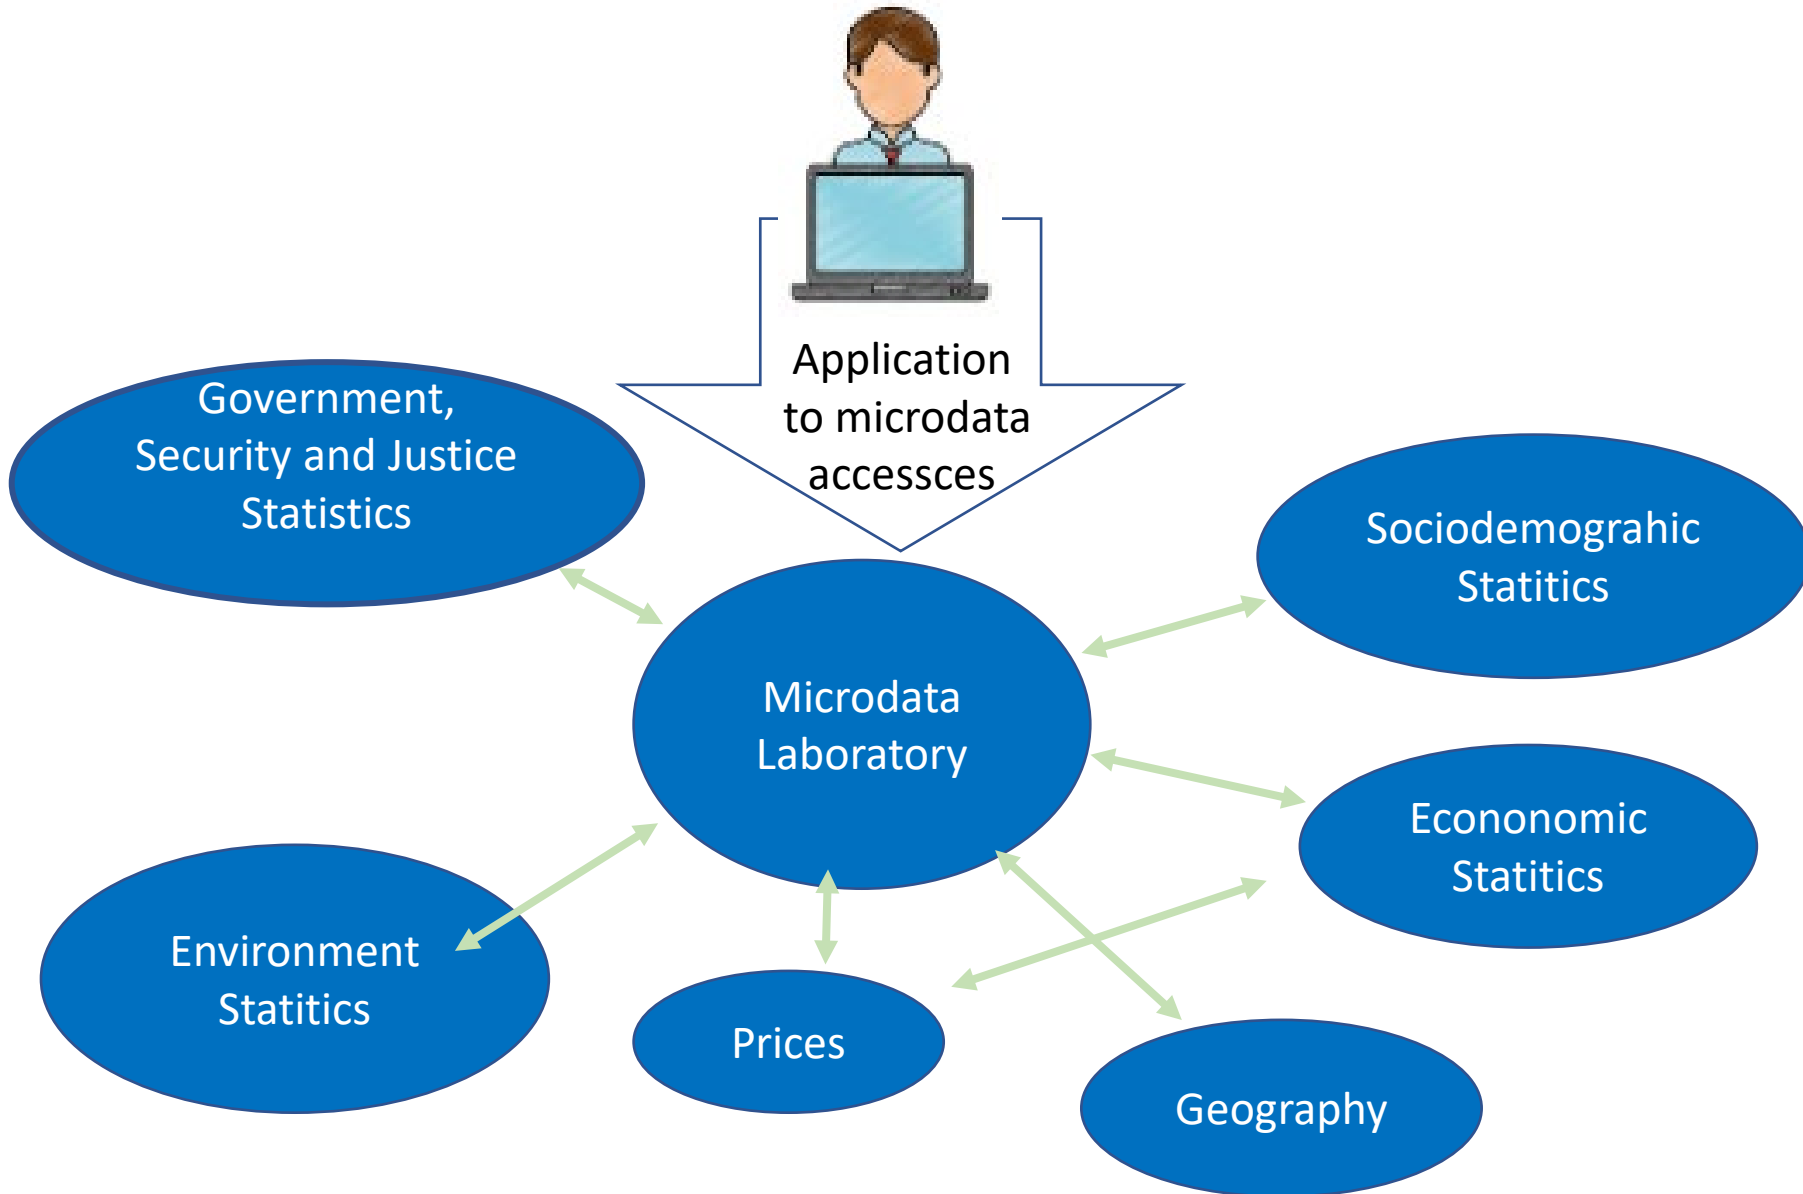 Application
to microdata
accessces
Government,
Security and Justice
Statistics
Sociodemograhic
Statitics
Microdata
Laboratory
Econonomic
Statitics
Environment
Statitics
Prices
Geography